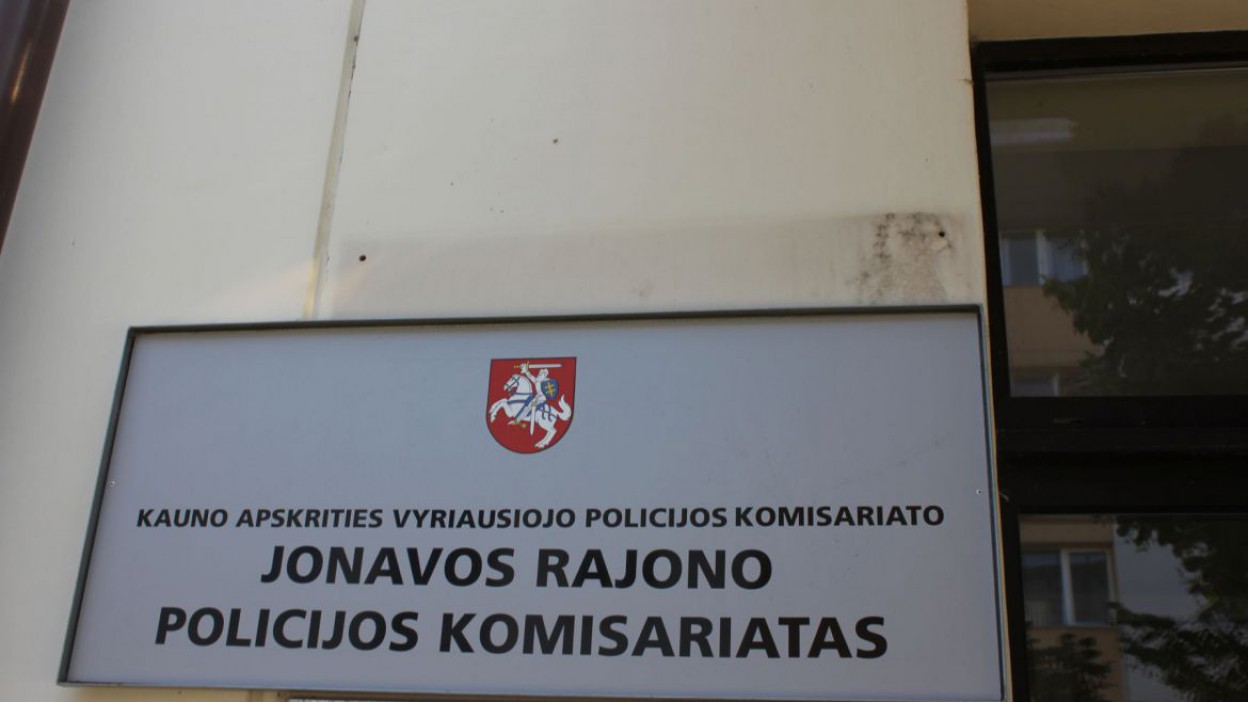 KAUNO APSKRITIES VYRIAUSIOJO POLICIJOS KOMISARIATO
JONAVOS RAJONO
POLICIJOS KOMISARIATAS